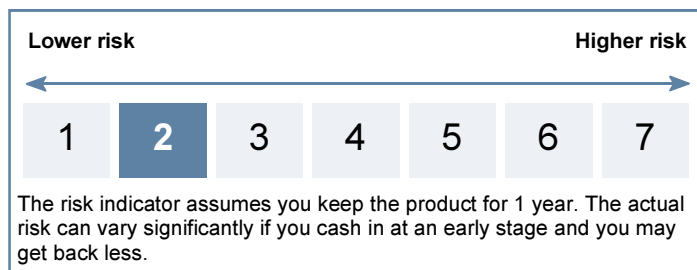 Lower risk Higher risk
1 2 3 4 5 6 7
The risk indicator assumes you keep the product for 1 year. The actual
risk can vary significantly if you cash in at an early stage and you may
get back less.